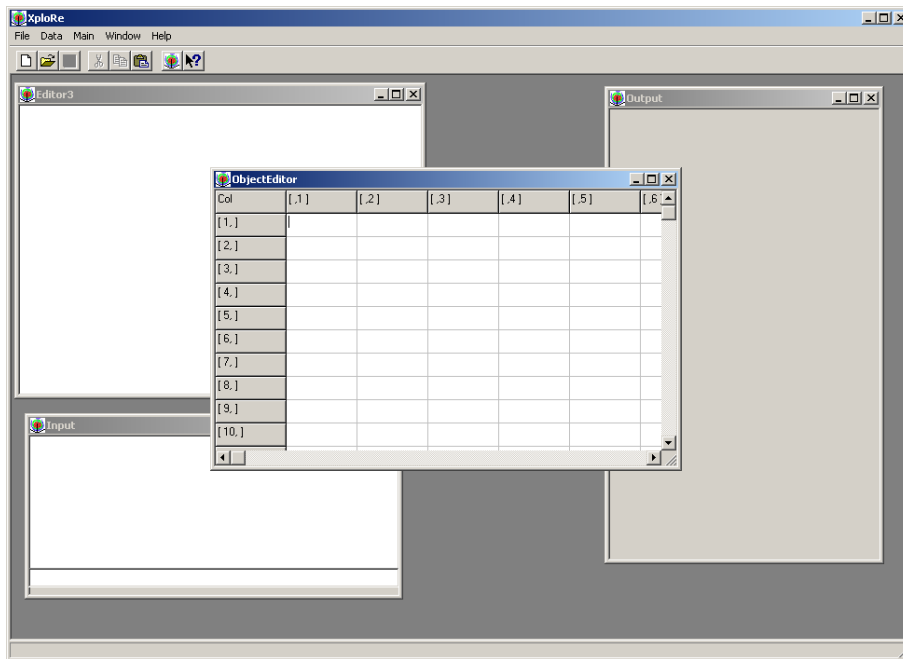 XploRe
File Data Main Window Help
Editor3
Output
ObjectEditor
Col [,1] [,2] [,3] [,4] [,5] [,6
[1,]
[2,]
[3,]
[4,]
[5,]
[6,]
[7,]
[8,]
[9,]
[10,]
Input